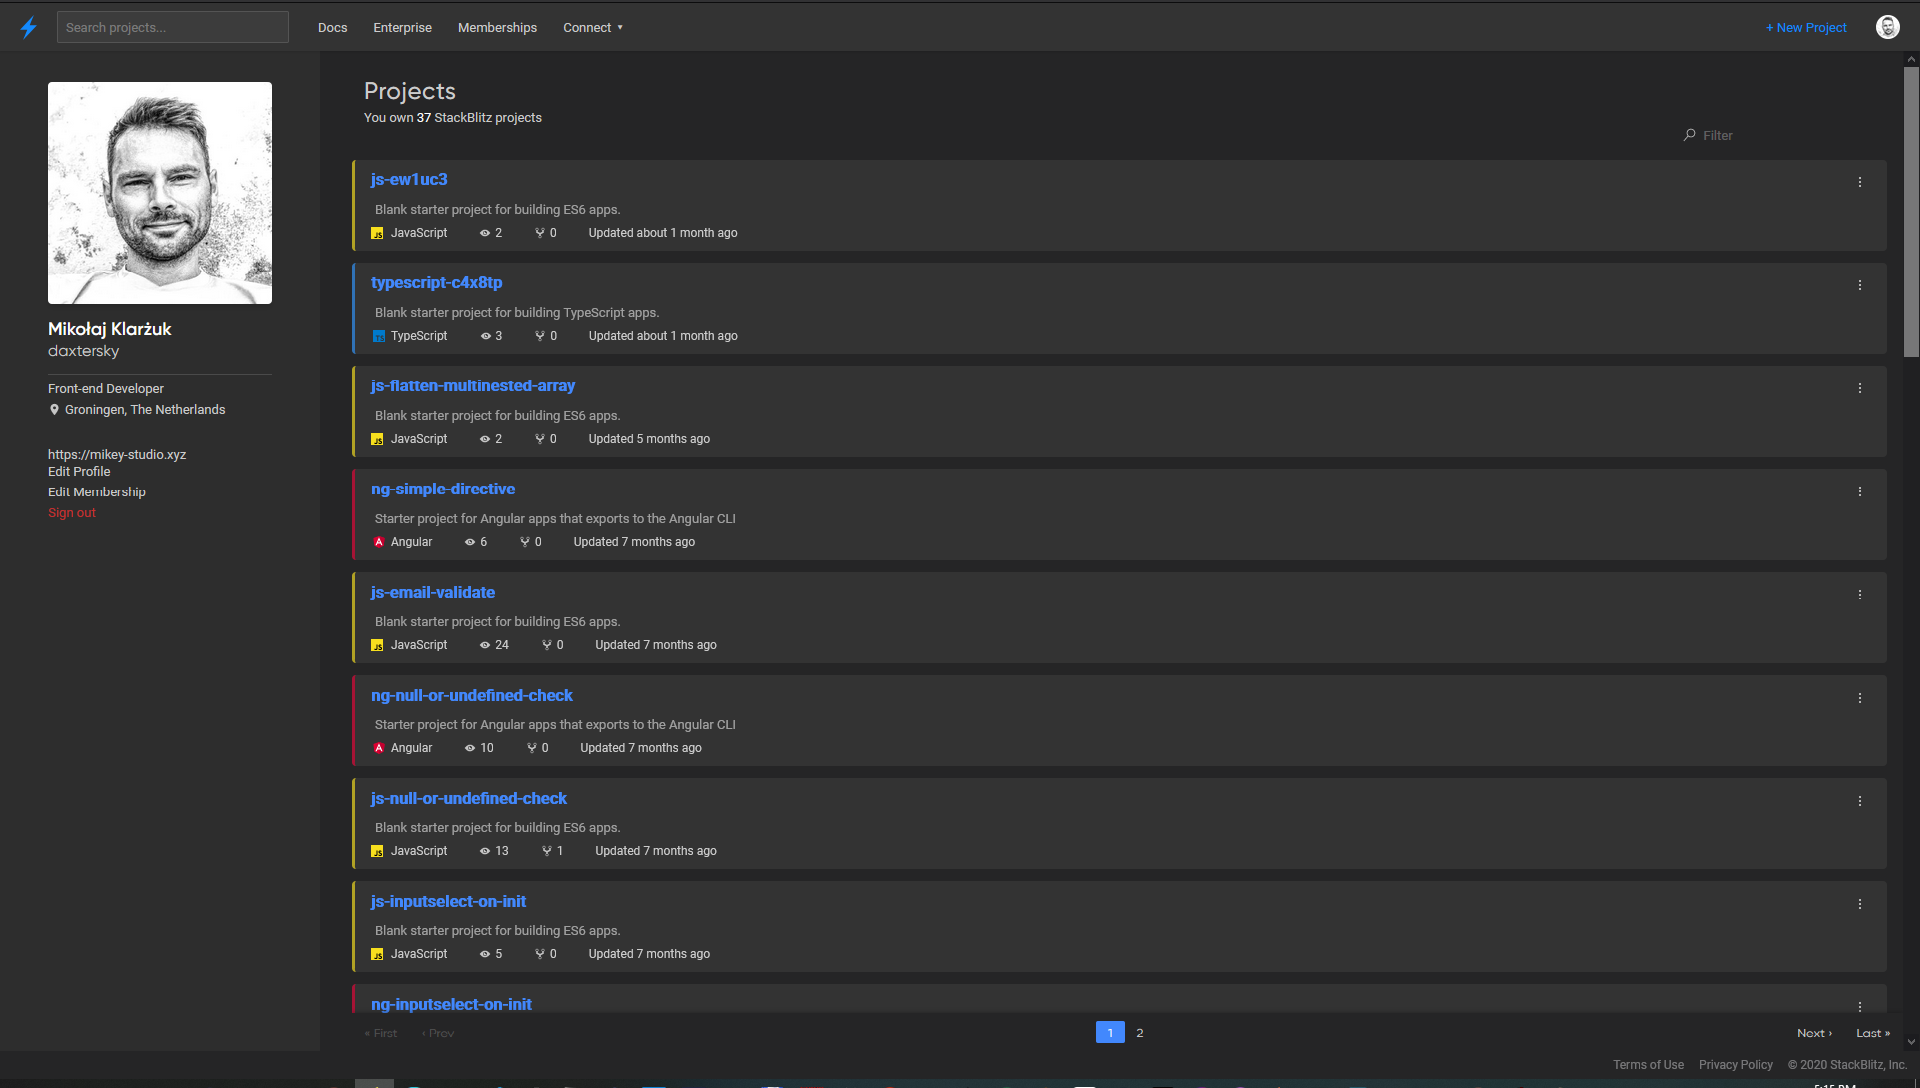 Search projects...
Docs
Enterprise
Memberships
Connect ▾
+ New Project
Mikołaj Klarżuk
daxtersky
Front-end Developer
Groningen, The Netherlands
https://mikey-studio.xyz
Edit Profile
Edit Membership
Sign out
Projects
You own 37 StackBlitz projects
Filter
js-ew1uc3
Blank starter project for building ES6 apps.
JS JavaScript 2 0 Updated about 1 month ago
typescript-c4x8tp
Blank starter project for building TypeScript apps.
TS TypeScript 3 0 Updated about 1 month ago
js-flatten-multinested-array
Blank starter project for building ES6 apps.
JS JavaScript 2 0 Updated 5 months ago
ng-simple-directive
Starter project for Angular apps that exports to the Angular CLI
A Angular 6 0 Updated 7 months ago
js-email-validate
Blank starter project for building ES6 apps.
JS JavaScript 24 0 Updated 7 months ago
ng-null-or-undefined-check
Starter project for Angular apps that exports to the Angular CLI
A Angular 10 0 Updated 7 months ago
js-null-or-undefined-check
Blank starter project for building ES6 apps.
JS JavaScript 13 1 Updated 7 months ago
js-inputselect-on-init
Blank starter project for building ES6 apps.
JS JavaScript 5 0 Updated 7 months ago
ng-inputselect-on-init
« First ‹ Prev 1 2 Next › Last »
Terms of Use Privacy Policy © 2020 StackBlitz, Inc.